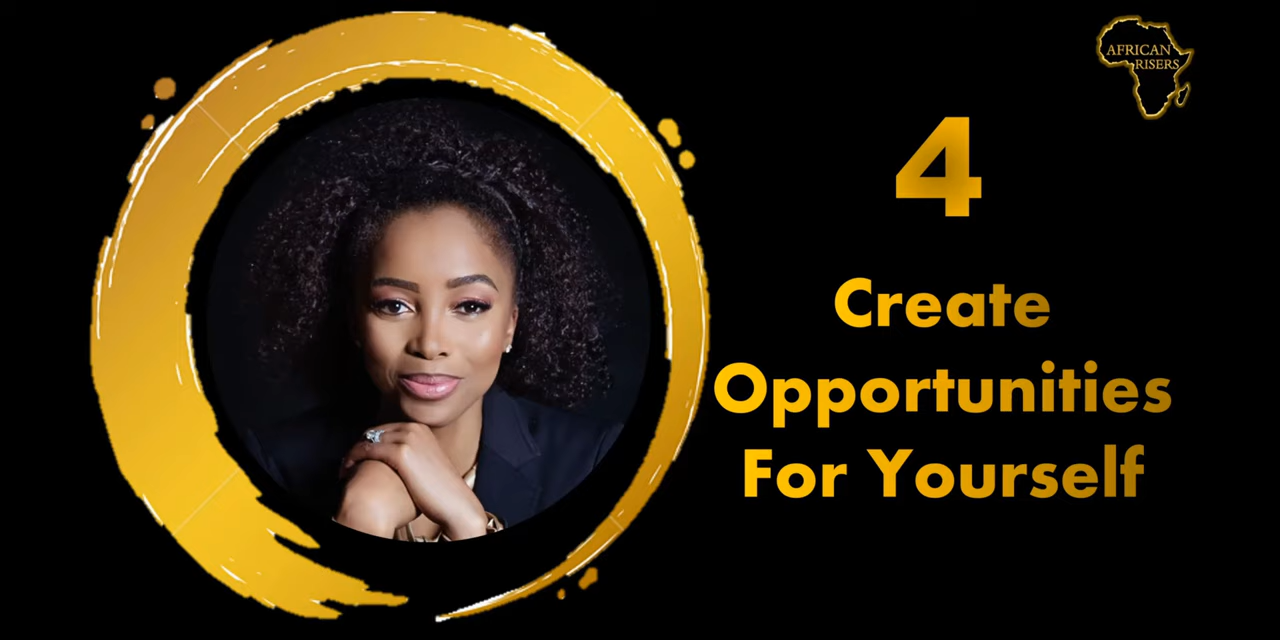 AFRICAN
RISERS
4
Create
Opportunities
For Yourself